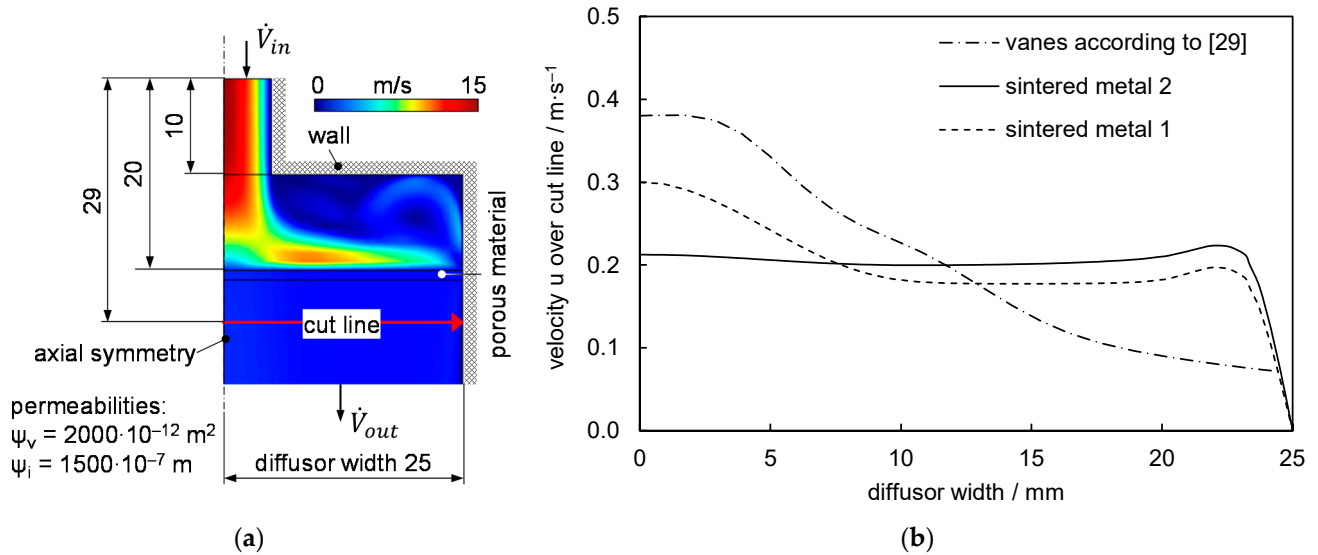 V̇in
0 m/s 15
wall
10
20
29
porous material
cut line
axial symmetry
permeabilities:
ψv = 2000·10–12 m2
ψi = 1500·10–7 m
V̇out
diffusor width 25
(a)
velocity u over cut line / m·s–1
0.5
0.4
0.3
0.2
0.1
0.0
vanes according to [29]
sintered metal 2
sintered metal 1
0 5 10 15 20 25
diffusor width / mm
(b)